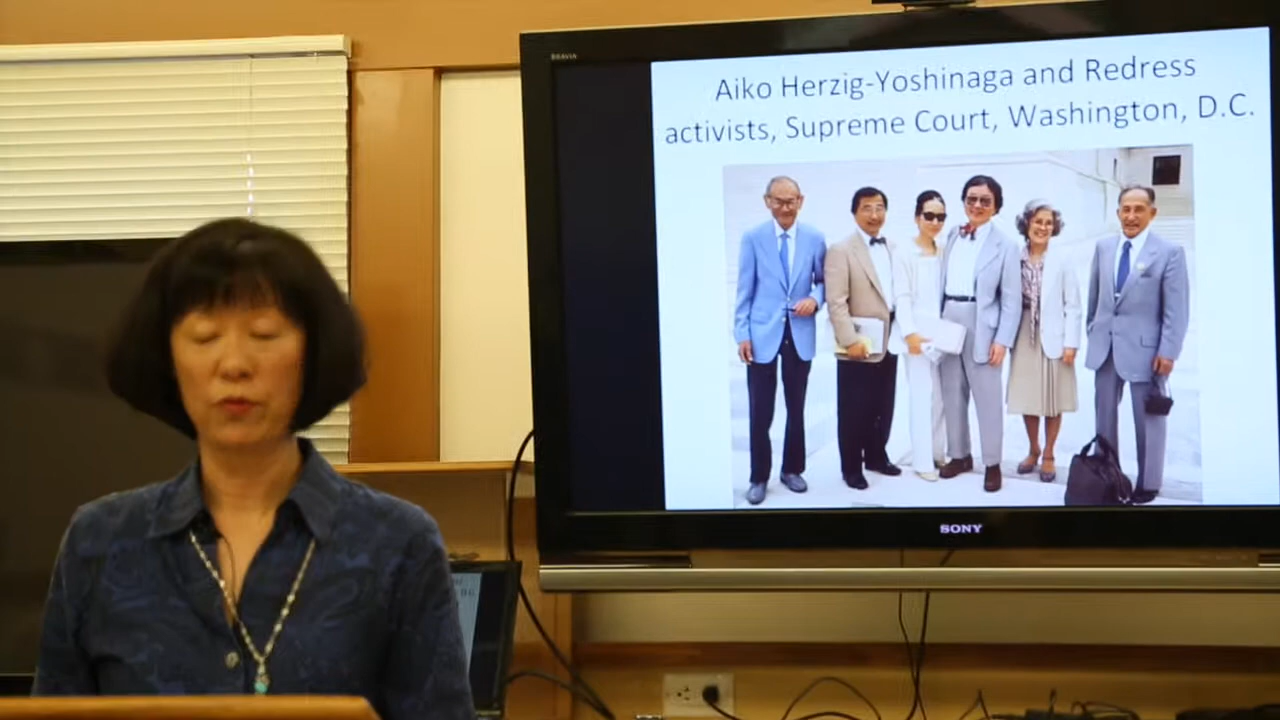 BRAVIA
Aiko Herzig-Yoshinaga and Redress
activists, Supreme Court, Washington, D.C.
SONY